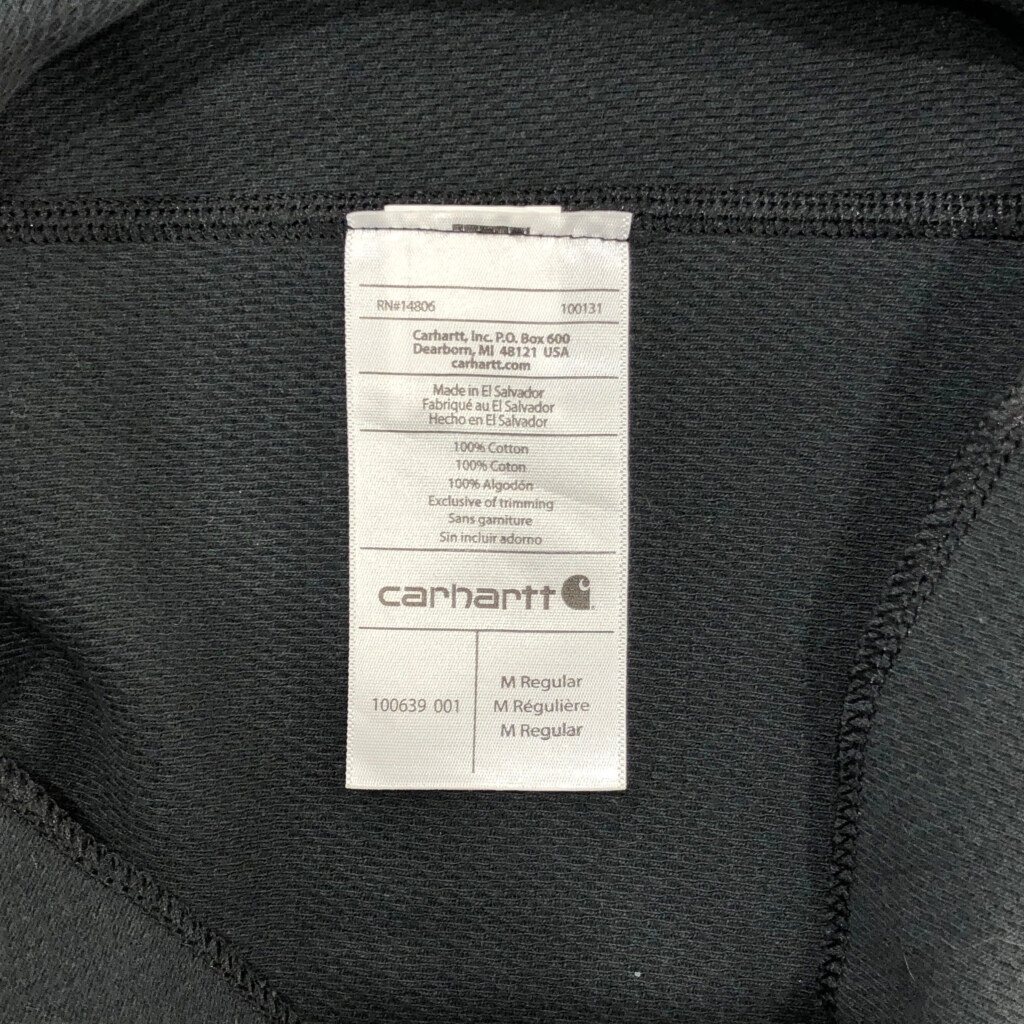 RN#14806 100131
Carhartt, Inc. P.O. Box 600
Dearborn, MI 48121 USA
carhartt.com
Made in El Salvador
Fabriqué au El Salvador
Hecho en El Salvador
100% Cotton
100% Coton
100% Algodón
Exclusive of trimming
Sans garniture
Sin incluir adorno
carhartt
100639 001
M Regular
M Régulière
M Regular